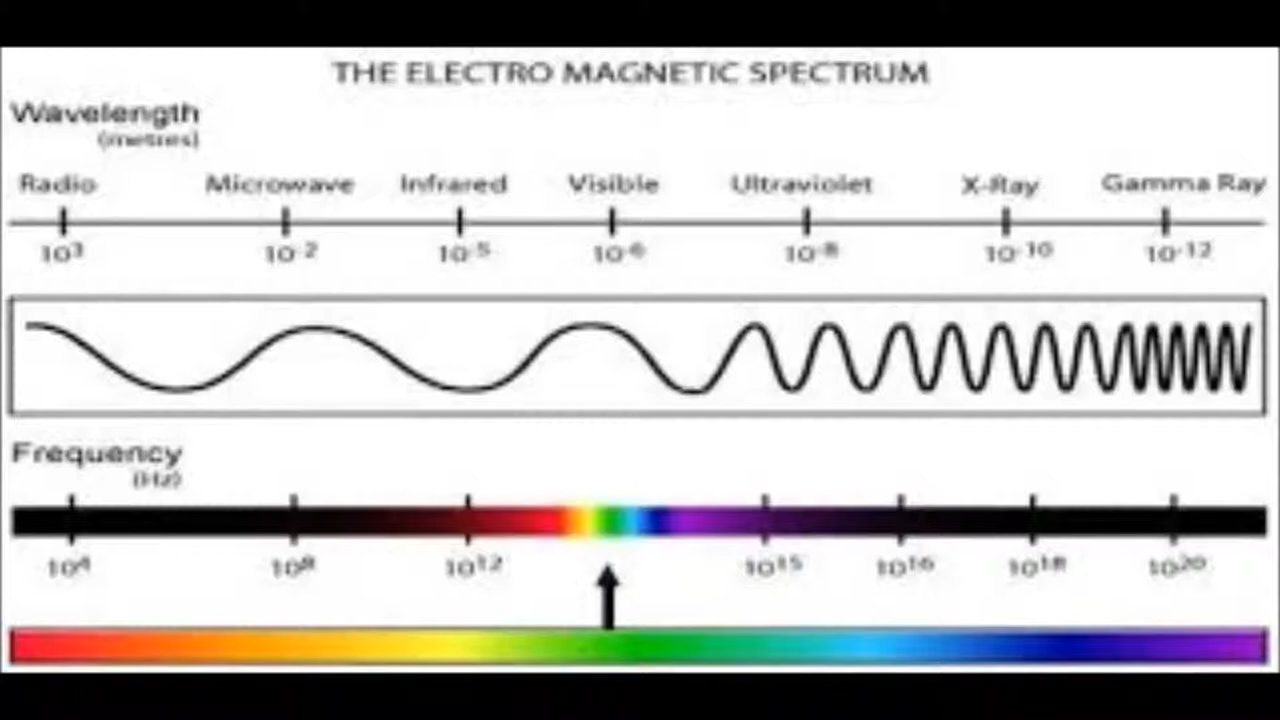 THE ELECTRO MAGNETIC SPECTRUM
Wavelength
(metres)
Radio Microwave Infrared Visible Ultraviolet X-Ray Gamma Ray
10³ 10⁻² 10⁻⁵ 10⁻⁶ 10⁻⁸ 10⁻¹⁰ 10⁻¹²
Frequency
(Hz)
10⁴ 10⁸ 10¹² 10¹⁵ 10¹⁶ 10¹⁸ 10²⁰